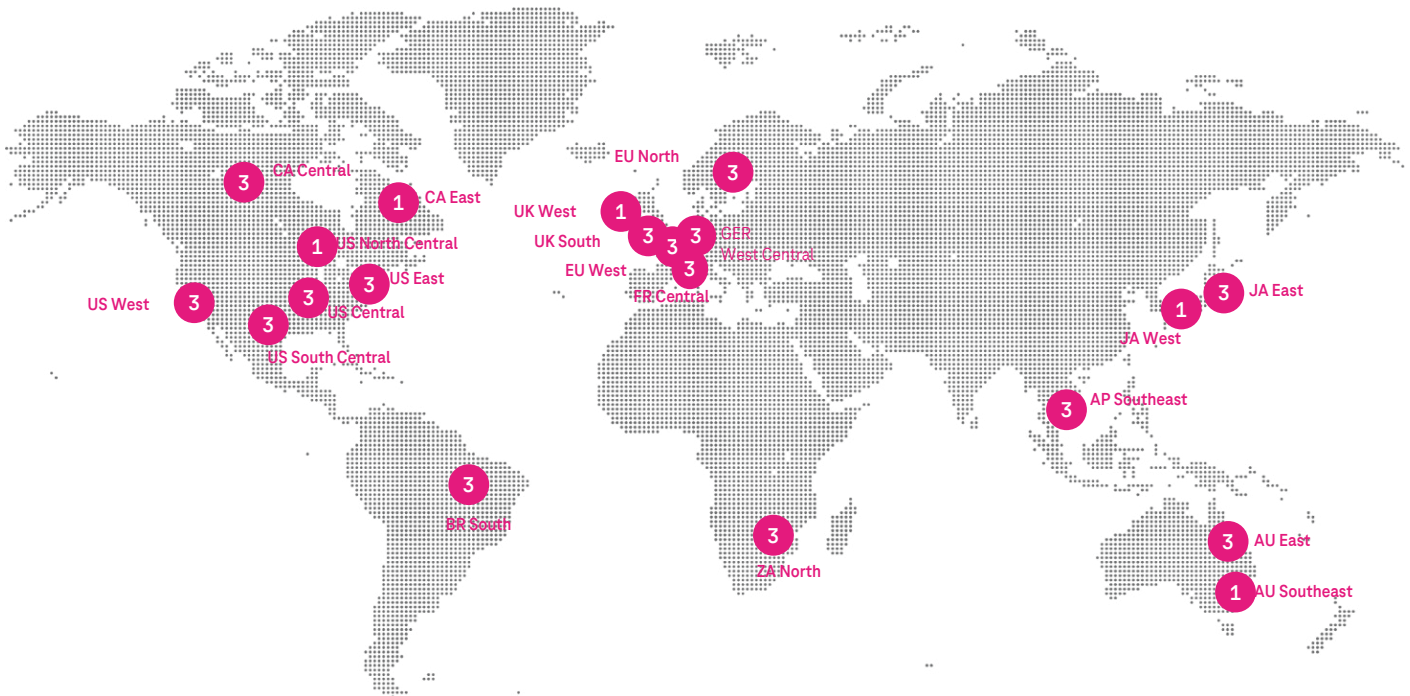 EU North
3
3
CA Central
1
CA East
UK West
1
UK South
3
3
3
GER
West Central
1
US North Central
EU West
3
3
US East
FR Central
US West
3
3
US Central
3
US South Central
3
JA East
1
JA West
3
AP Southeast
3
BR South
3
ZA North
3
AU East
1
AU Southeast